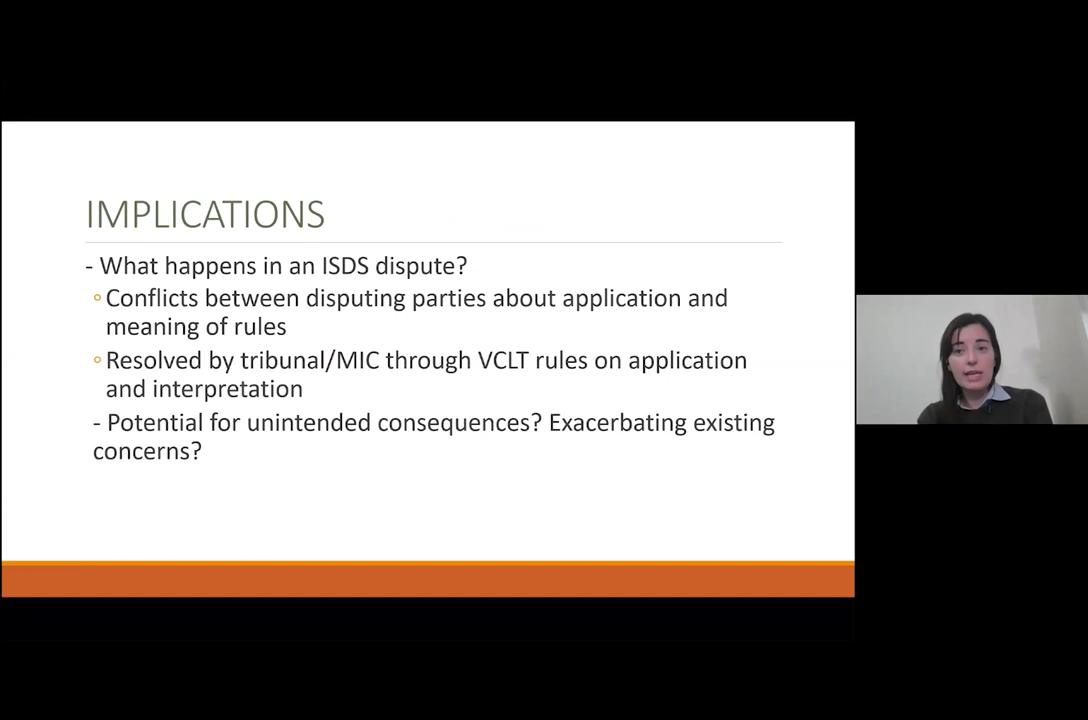 IMPLICATIONS
- What happens in an ISDS dispute?
◦Conflicts between disputing parties about application and
meaning of rules
◦Resolved by tribunal/MIC through VCLT rules on application
and interpretation
- Potential for unintended consequences? Exacerbating existing
concerns?